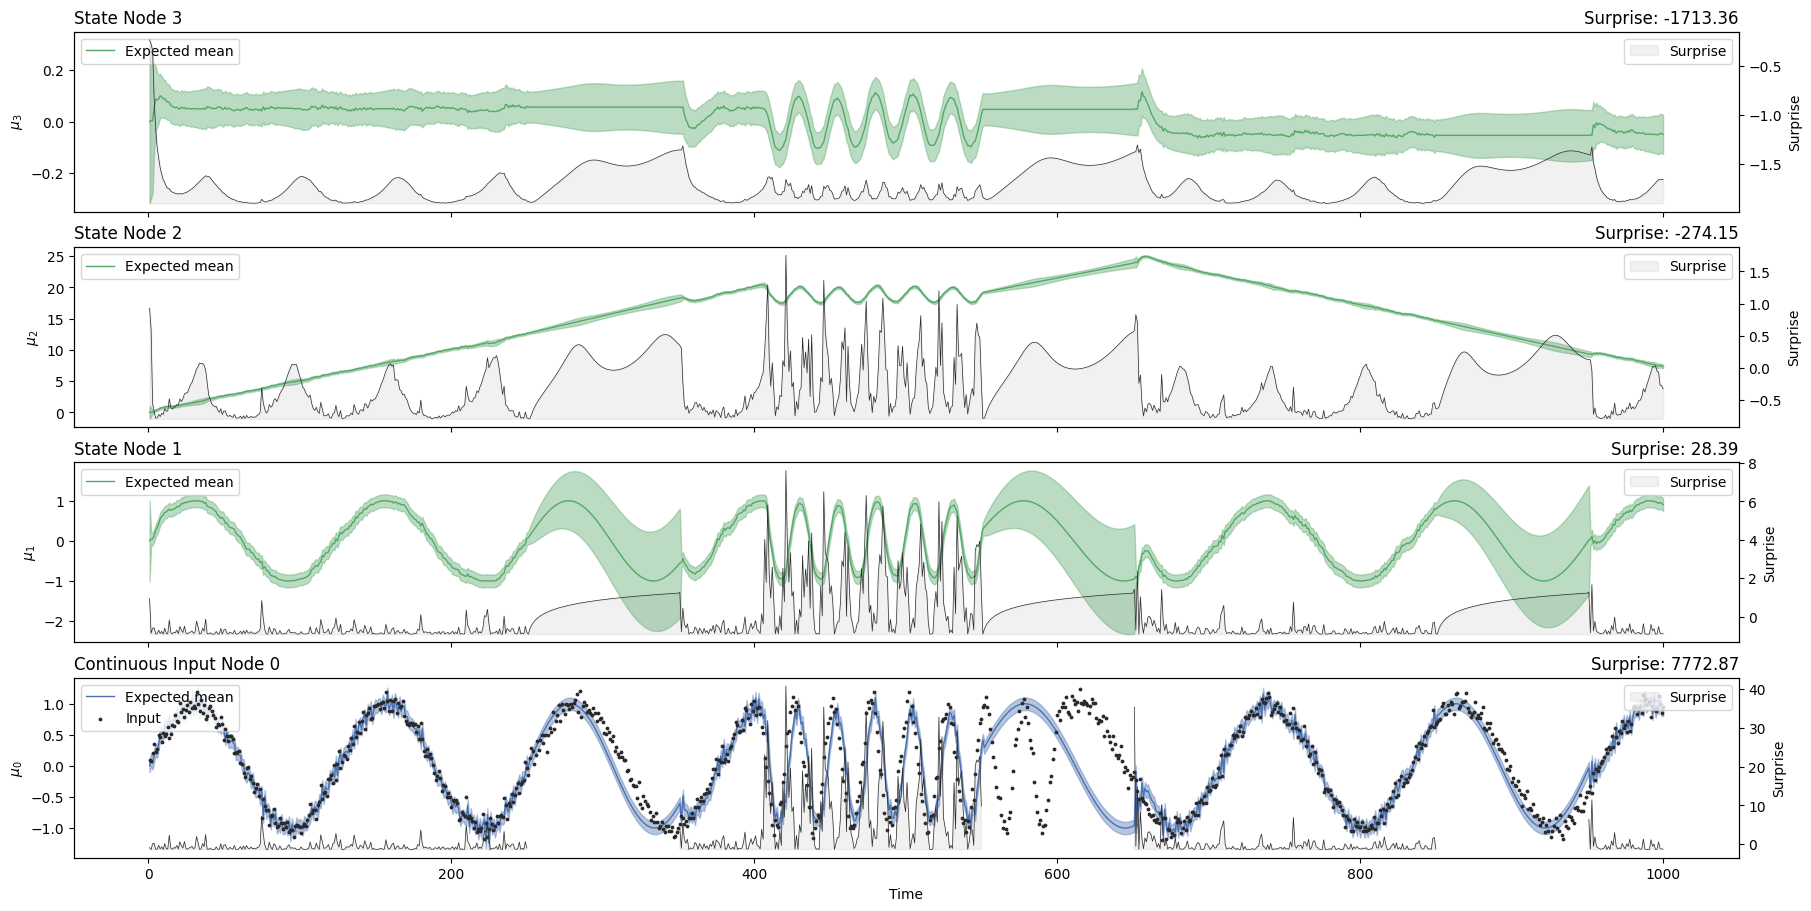 State Node 3 Surprise: -1713.36
Expected mean
Surprise
0.2
0.0
−0.2
μ3
−0.5
−1.0
−1.5
Surprise
State Node 2 Surprise: -274.15
Expected mean
Surprise
25
20
15
10
5
0
μ2
1.5
1.0
0.5
0.0
−0.5
Surprise
State Node 1 Surprise: 28.39
Expected mean
Surprise
1
0
−1
−2
μ1
8
6
4
2
0
Surprise
Continuous Input Node 0 Surprise: 7772.87
Expected mean
Input
Surprise
1.0
0.5
0.0
−0.5
−1.0
μ0
40
30
20
10
0
Surprise
0 200 400 600 800 1000
Time